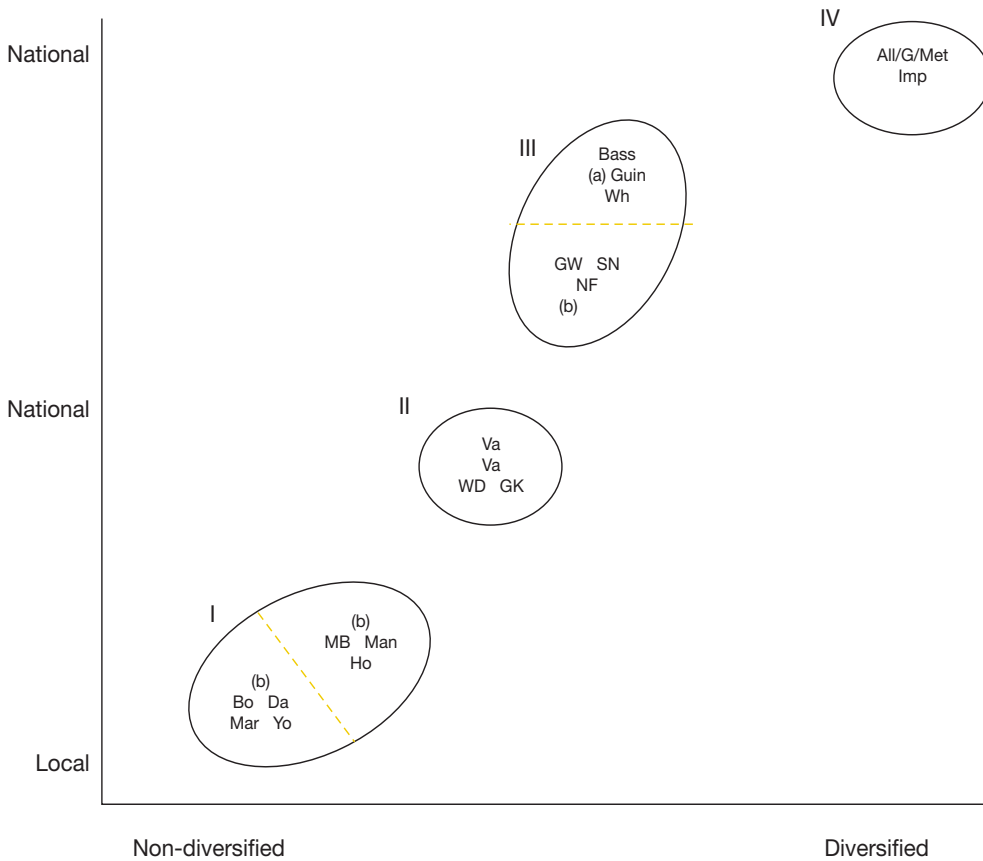 IV
National
All/G/Met
Imp
III
Bass
(a) Guin
Wh
GW SN
NF
(b)
National
II
Va
Va
WD GK
I
(b)
MB Man
Ho
(b)
Bo Da
Mar Yo
Local
Non-diversified
Diversified